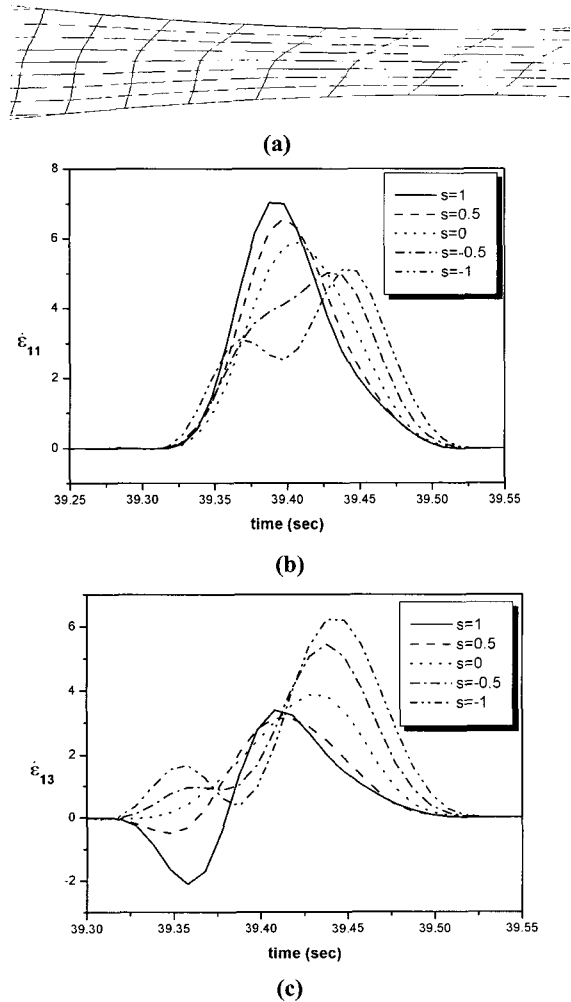 (a)
8
6
4
2
0
ε̇11
s=1
s=0.5
s=0
s=-0.5
s=-1
39.25 39.30 39.35 39.40 39.45 39.50 39.55
time (sec)
(b)
6
4
2
0
-2
ε̇13
s=1
s=0.5
s=0
s=-0.5
s=-1
39.30 39.35 39.40 39.45 39.50 39.55
time (sec)
(c)